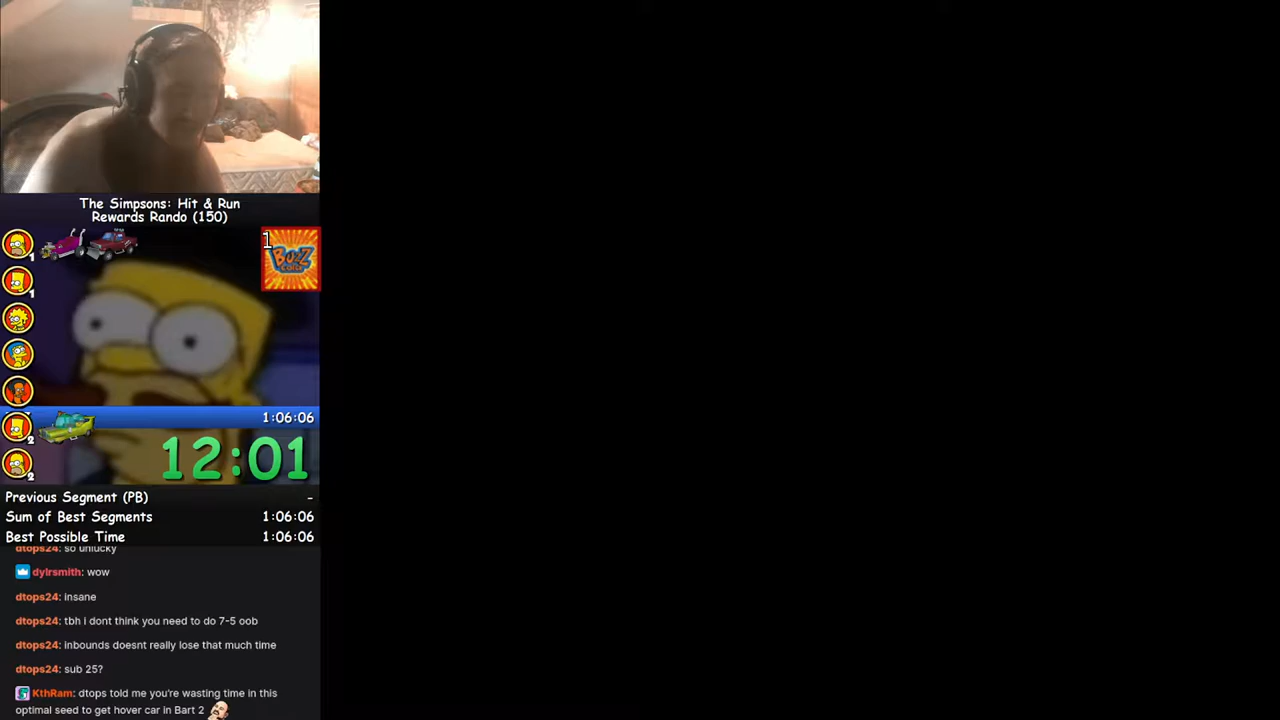 The Simpsons: Hit & Run
Rewards Rando (150)
1
BUZZ
COLA
1
1
1:06:06
2
12:01
2
Previous Segment (PB) -
Sum of Best Segments 1:06:06
Best Possible Time 1:06:06
dtops24: so unlucky
dylrsmith: wow
dtops24: insane
dtops24: tbh i dont think you need to do 7-5 oob
dtops24: inbounds doesnt really lose that much time
dtops24: sub 25?
KthRam: dtops told me you're wasting time in this
optimal seed to get hover car in Bart 2